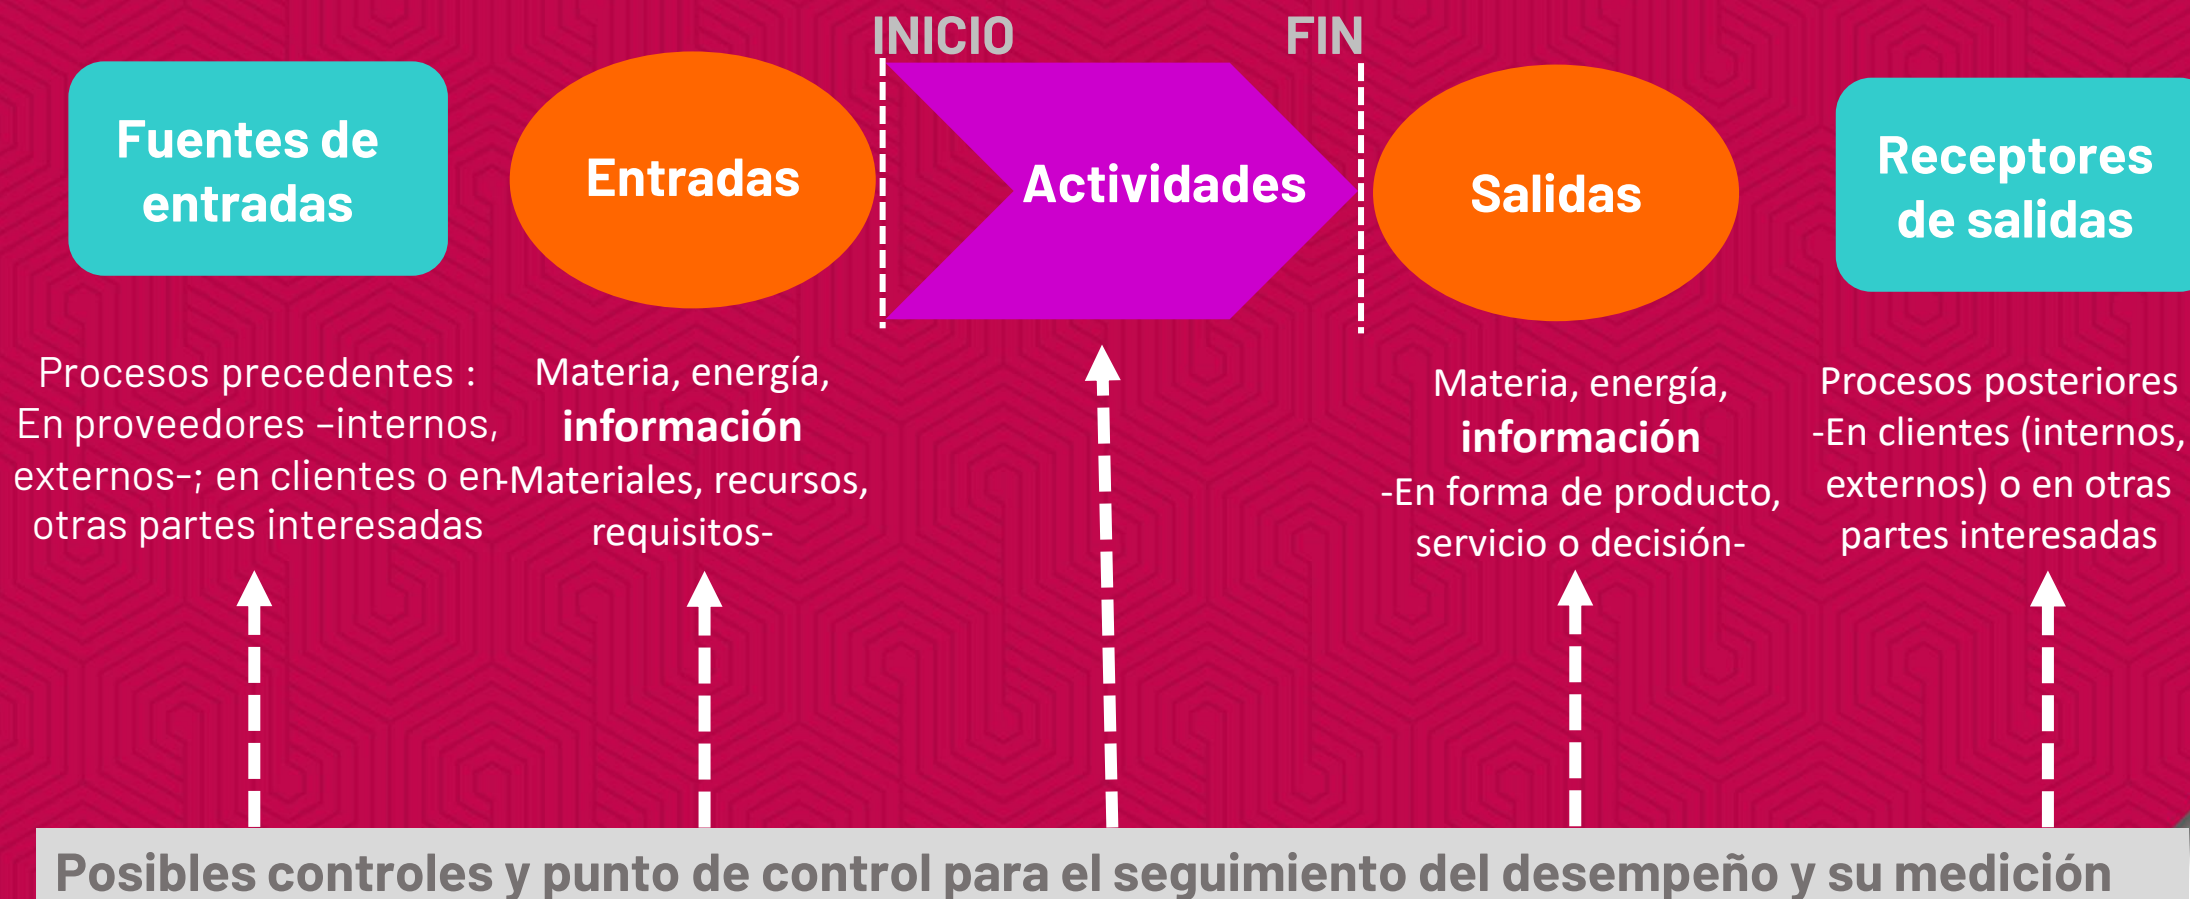 INICIO
FIN
Fuentes de
entradas
Entradas
Actividades
Salidas
Receptores
de salidas
Procesos precedentes :
En proveedores –internos,
externos-; en clientes o en
otras partes interesadas
Materia, energía,
información
-Materiales, recursos,
requisitos-
Materia, energía,
información
-En forma de producto,
servicio o decisión-
Procesos posteriores
-En clientes (internos,
externos) o en otras
partes interesadas
Posibles controles y punto de control para el seguimiento del desempeño y su medición